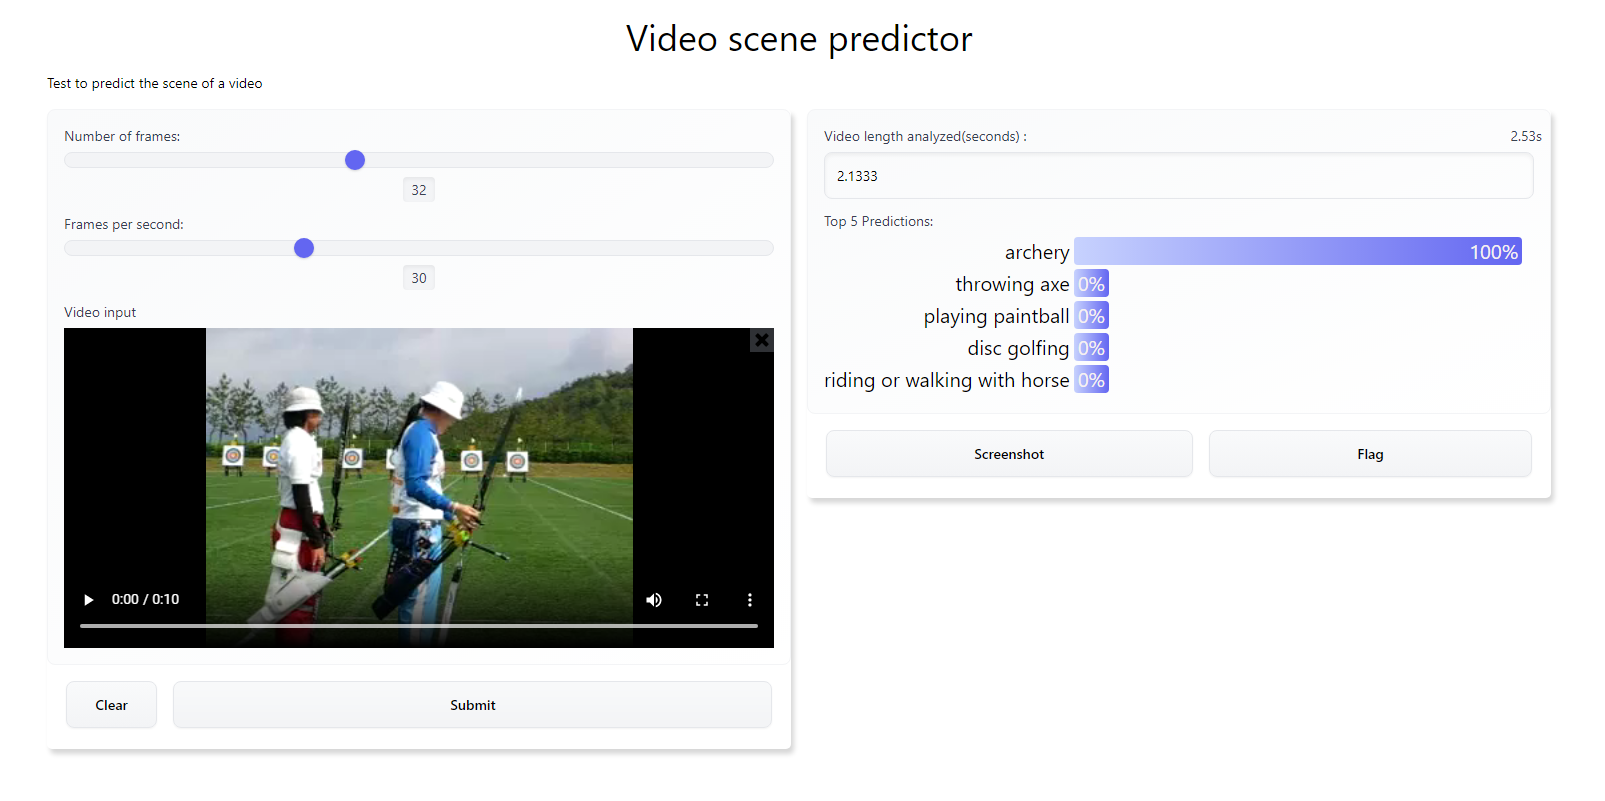 Video scene predictor
Test to predict the scene of a video
Number of frames:
32
Frames per second:
30
Video input
0:00 / 0:10
Clear
Submit
Video length analyzed(seconds) :
2.53s
2.1333
Top 5 Predictions:
archery 100%
throwing axe 0%
playing paintball 0%
disc golfing 0%
riding or walking with horse 0%
Screenshot
Flag